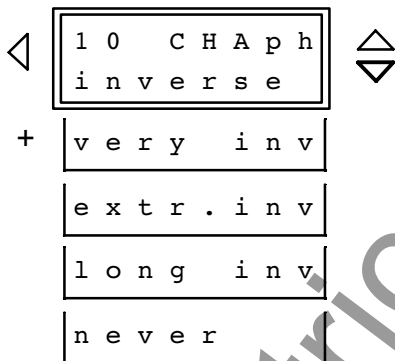 10 CHAph
inverse
+
very inv
extr.inv
long inv
never